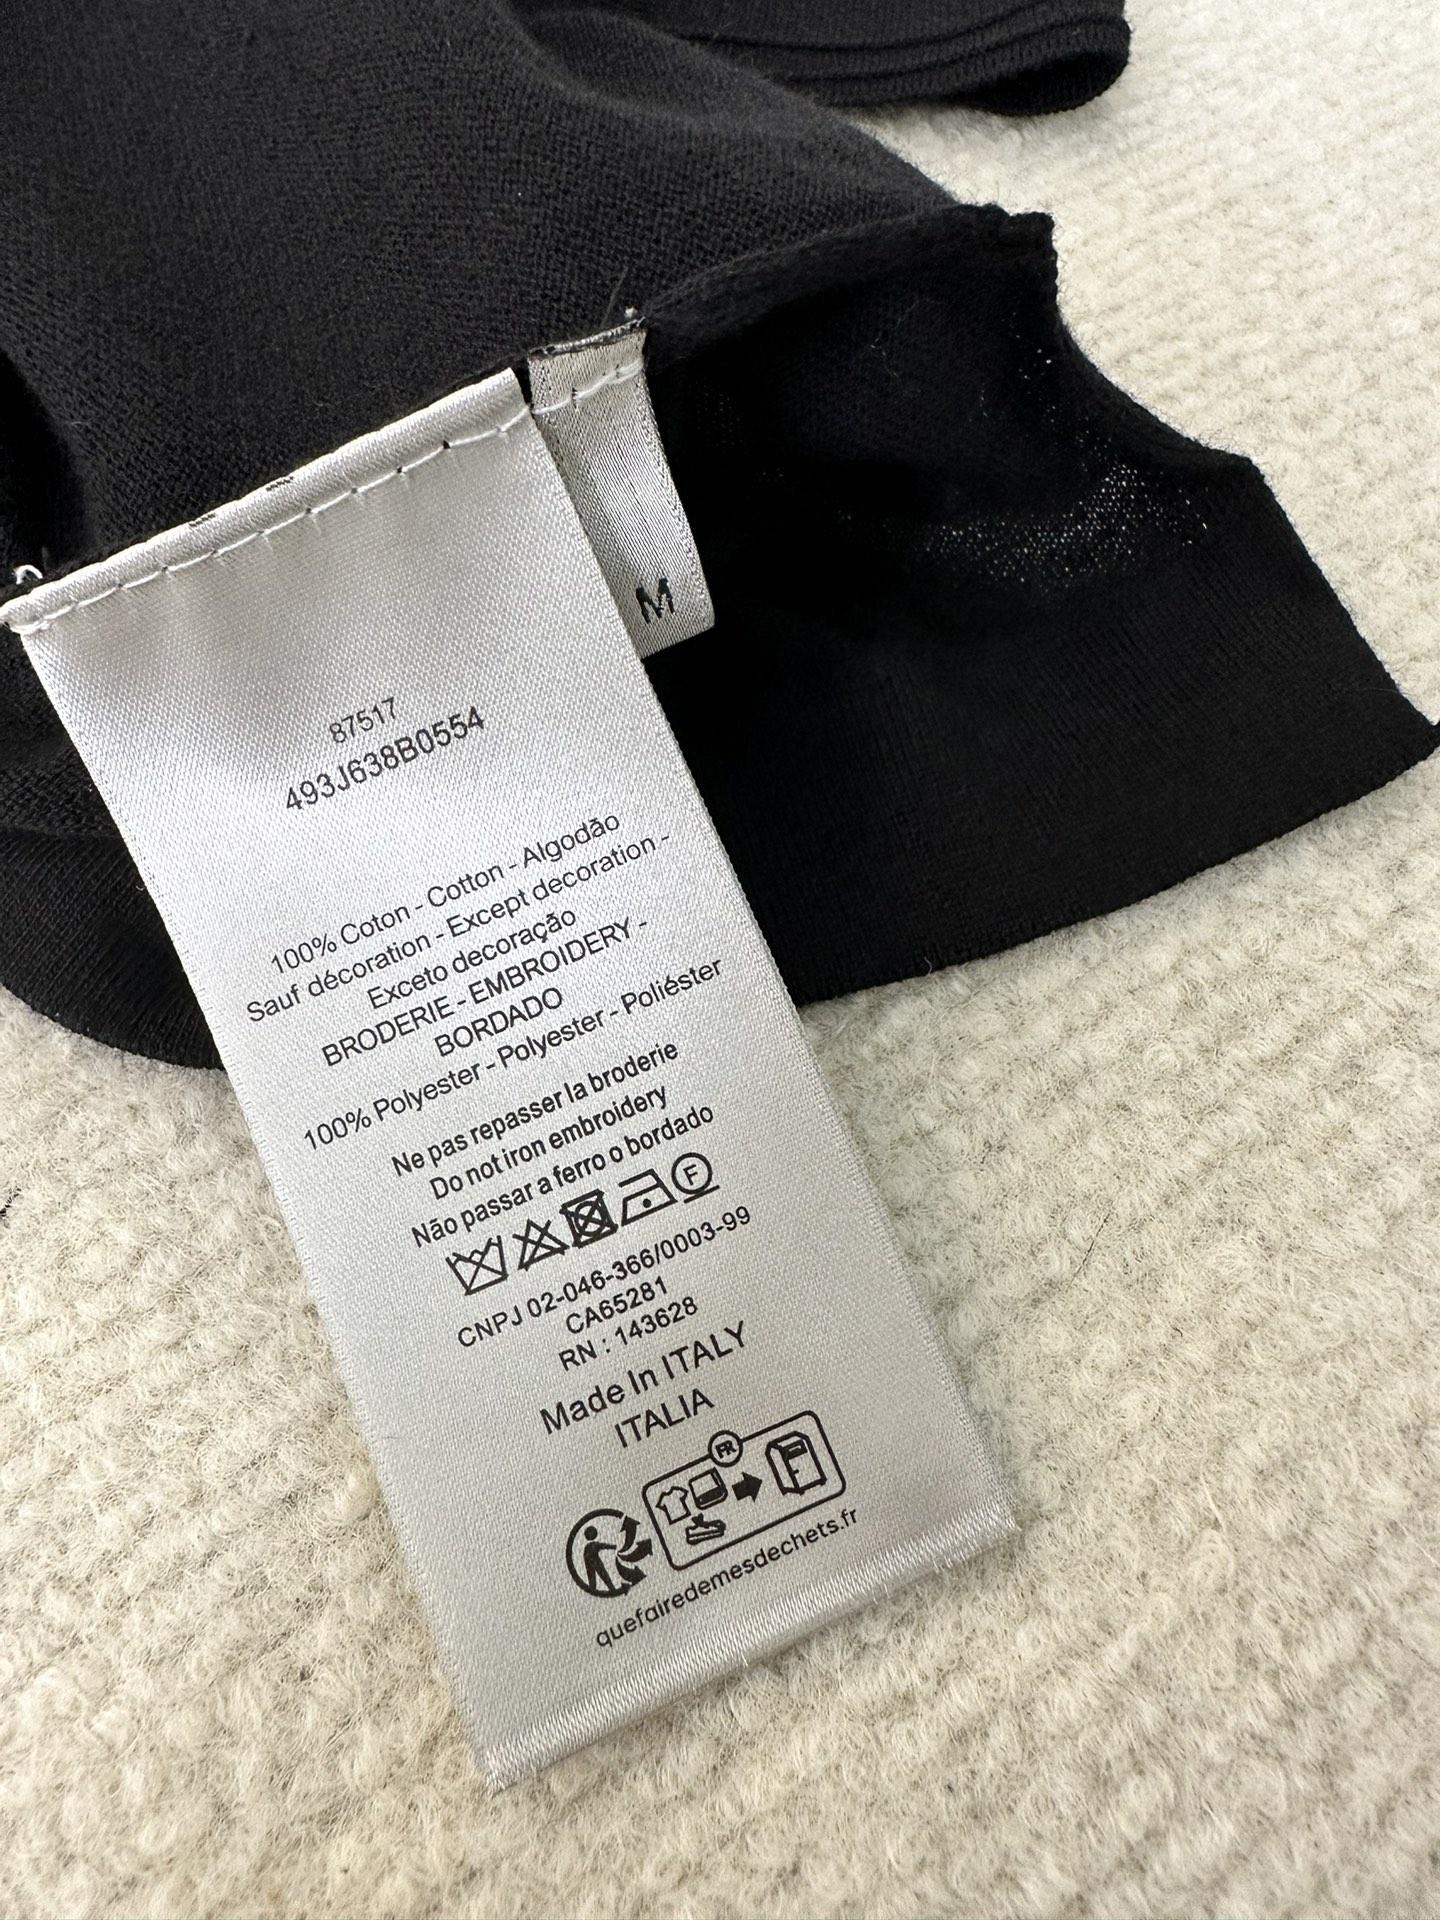 M
87517
493J638B0554
100% Coton - Cotton - Algodão
Sauf décoration - Except decoration -
Exceto decoração
BRODERIE - EMBROIDERY -
BORDADO
100% Polyester - Polyester - Poliéster
Ne pas repasser la broderie
Do not iron embroidery
Não passar a ferro o bordado
F
CNPJ 02-046-366/0003-99
CA65281
RN : 143628
Made In ITALY
ITALIA
FR
quefairedemesdechets.fr